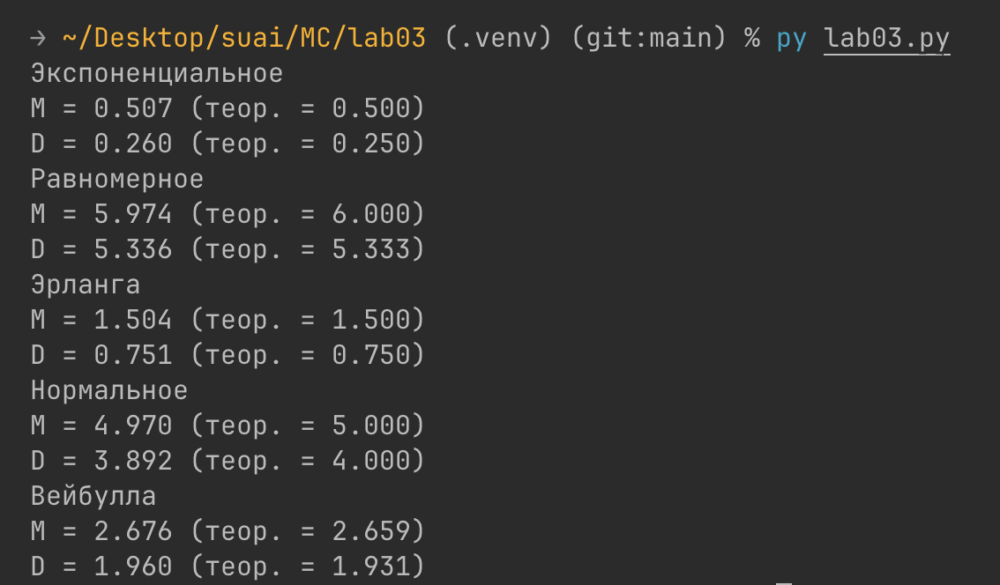 → ~/Desktop/suai/MC/lab03 (.venv) (git:main) % py lab03.py
Экспоненциальное
M = 0.507 (теор. = 0.500)
D = 0.260 (теор. = 0.250)
Равномерное
M = 5.974 (теор. = 6.000)
D = 5.336 (теор. = 5.333)
Эрланга
M = 1.504 (теор. = 1.500)
D = 0.751 (теор. = 0.750)
Нормальное
M = 4.970 (теор. = 5.000)
D = 3.892 (теор. = 4.000)
Вейбулла
M = 2.676 (теор. = 2.659)
D = 1.960 (теор. = 1.931)